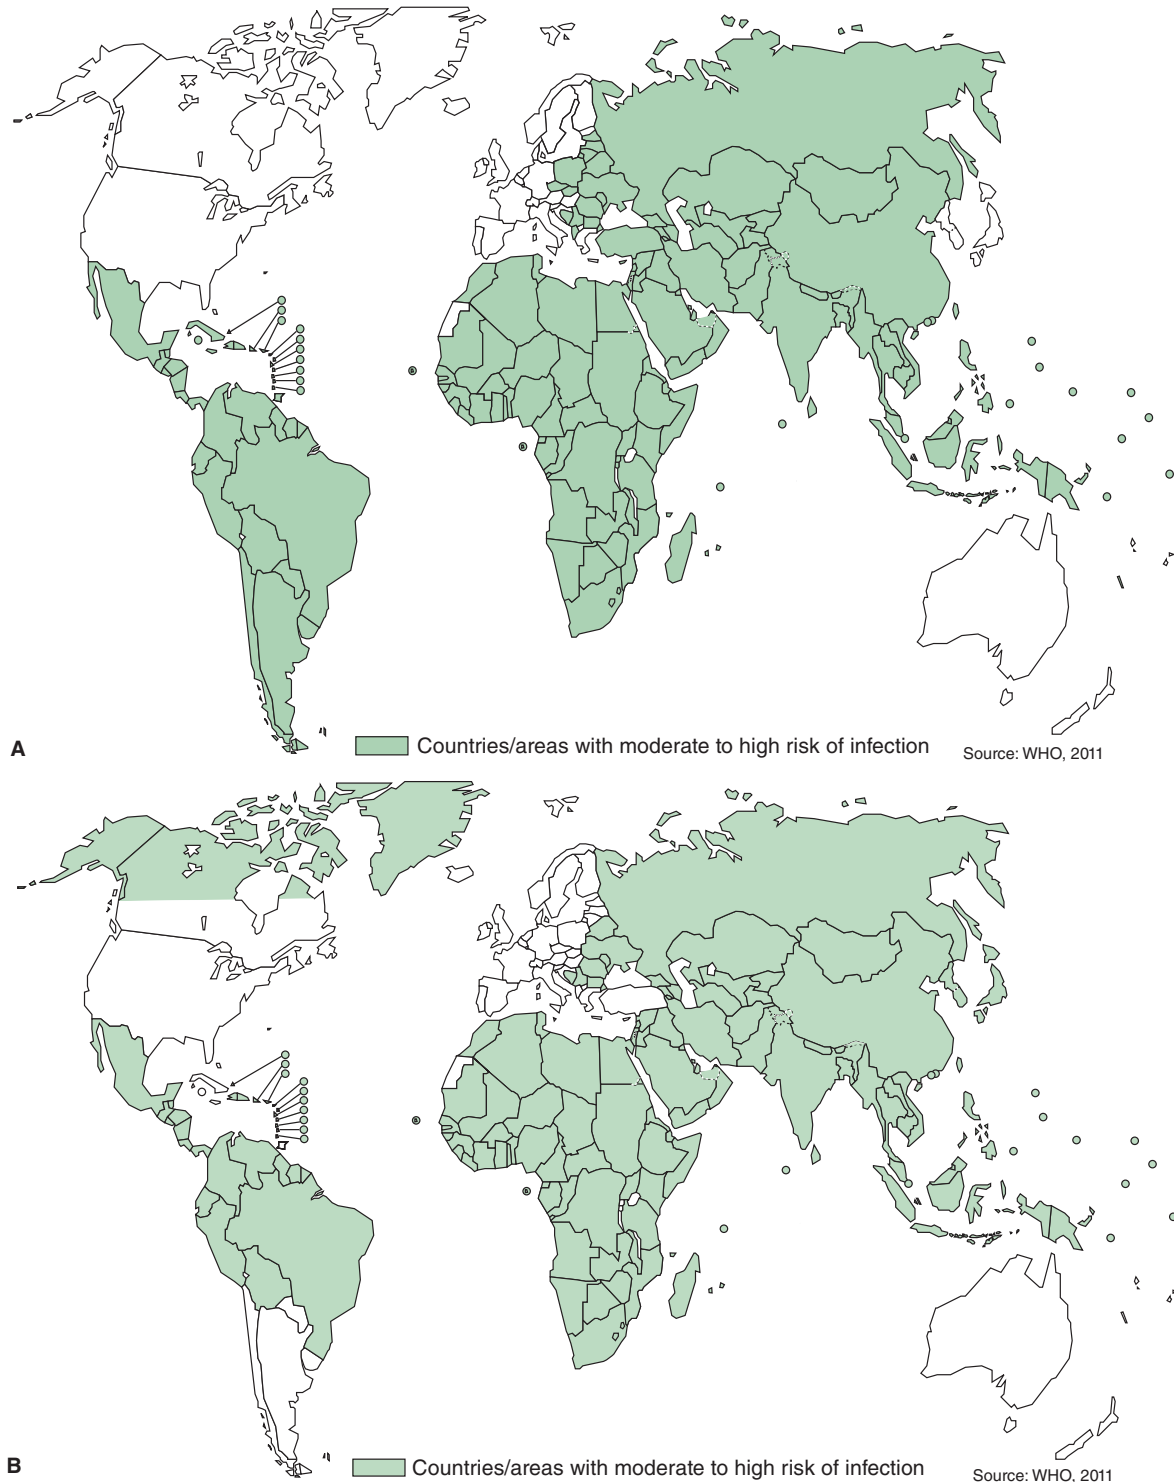 A
Countries/areas with moderate to high risk of infection
Source: WHO, 2011
B
Countries/areas with moderate to high risk of infection
Source: WHO, 2011